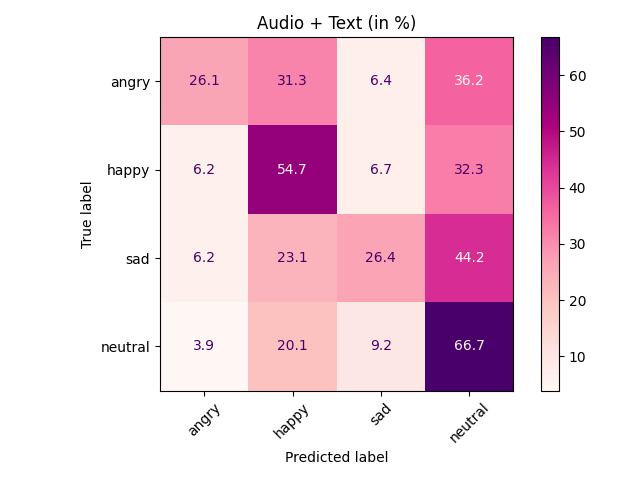 Audio + Text (in %)
angry 26.1 31.3 6.4 36.2
happy 6.2 54.7 6.7 32.3
sad 6.2 23.1 26.4 44.2
neutral 3.9 20.1 9.2 66.7
angry happy sad neutral
True label
Predicted label
60
50
40
30
20
10